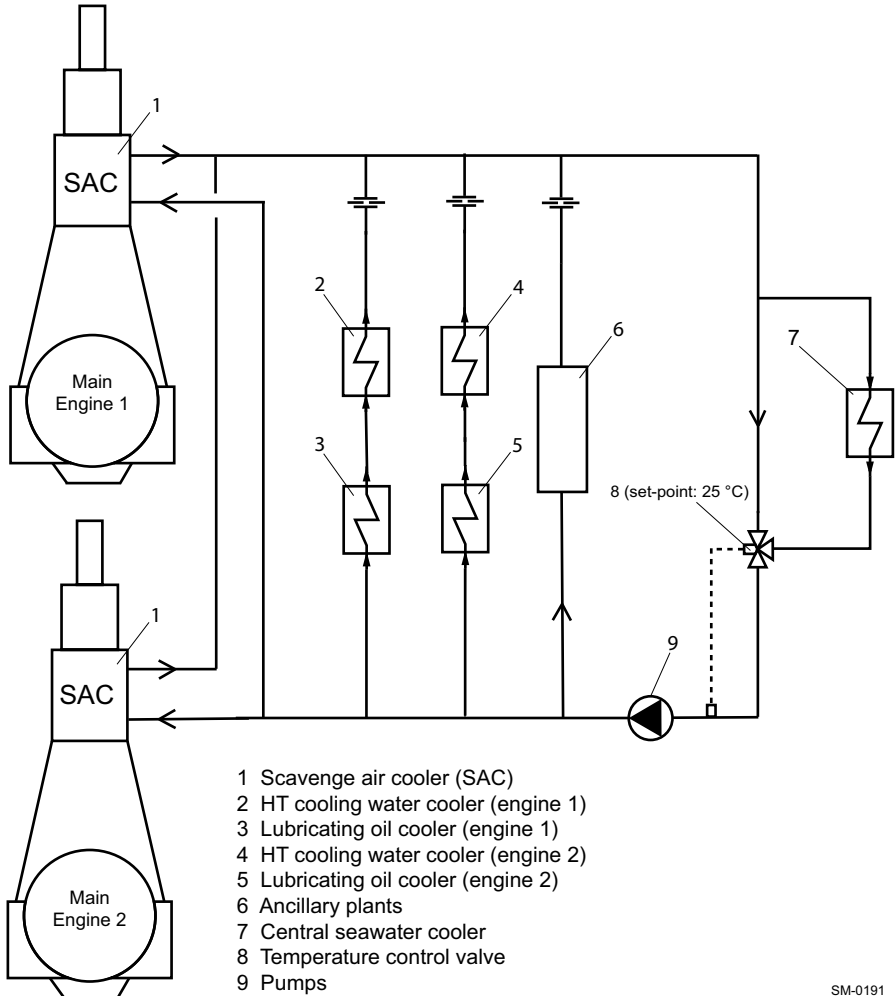 1
SAC
2
4
6
7
Main
Engine 1
3
5
8 (set-point: 25 °C)
1
9
SAC
1 Scavenge air cooler (SAC)
2 HT cooling water cooler (engine 1)
3 Lubricating oil cooler (engine 1)
4 HT cooling water cooler (engine 2)
5 Lubricating oil cooler (engine 2)
6 Ancillary plants
7 Central seawater cooler
8 Temperature control valve
9 Pumps
Main
Engine 2
SM-0191